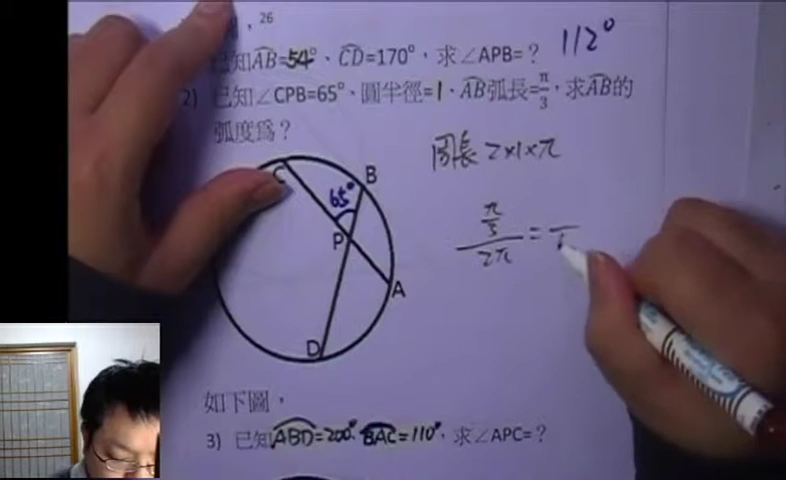 26
已知AB=54°、CD=170°,求∠APB=? 112°
2) 已知∠CPB=65°、圓半徑=1、AB弧長=π/3,求AB的
弧度為?
圓長 2×1×π
C
B
65°
P
A
D
π/3
/2π = 1
如下圖,
3) 已知ABD=200°、BAC=110°,求∠APC=?